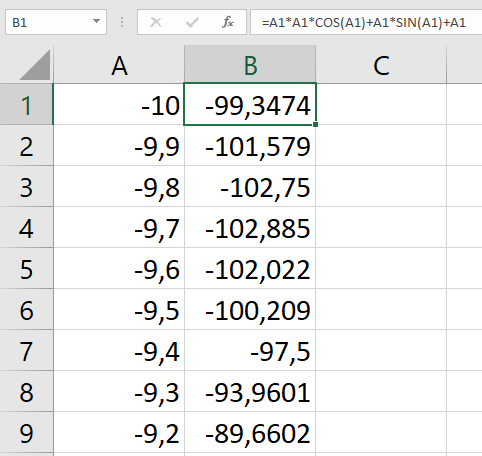 B1 fx =A1*A1*COS(A1)+A1*SIN(A1)+A1
A B C
1 -10 -99,3474
2 -9,9 -101,579
3 -9,8 -102,75
4 -9,7 -102,885
5 -9,6 -102,022
6 -9,5 -100,209
7 -9,4 -97,5
8 -9,3 -93,9601
9 -9,2 -89,6602